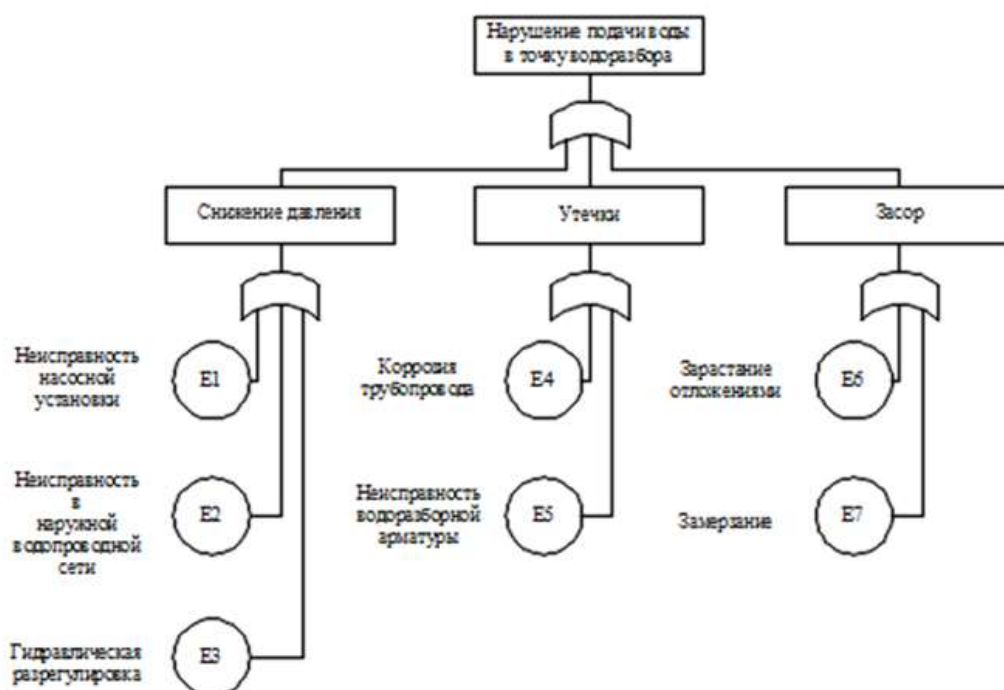 Нарушение подачи воды
в точку водоразбора
Снижение давления
Утечки
Засор
Неисправность
насосной
установки
E1
Коррозия
трубопровода
E4
Зарастание
отложениями
E6
Неисправность
в
наружной
водопроводной
сети
E2
Неисправность
водоразборной
арматуры
E5
Замерзание
E7
Гидравлическая
разрегулировка
E3